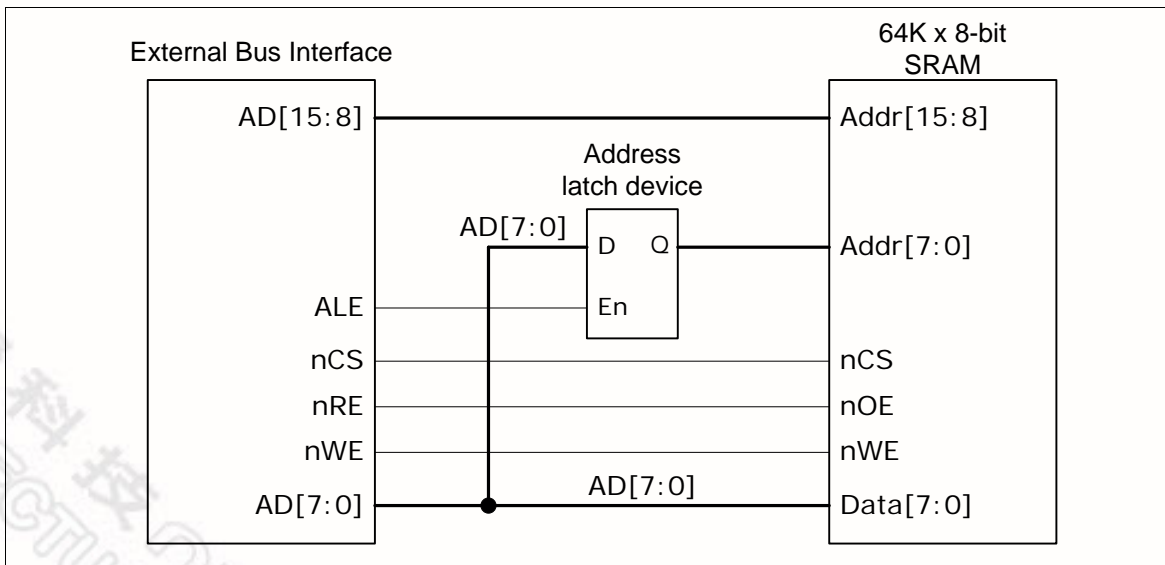 External Bus Interface
64K x 8-bit
SRAM
AD[15:8]
Addr[15:8]
Address
latch device
AD[7:0]
D
Q
Addr[7:0]
ALE
En
nCS
nCS
nRE
nOE
nWE
nWE
AD[7:0]
AD[7:0]
Data[7:0]
科技